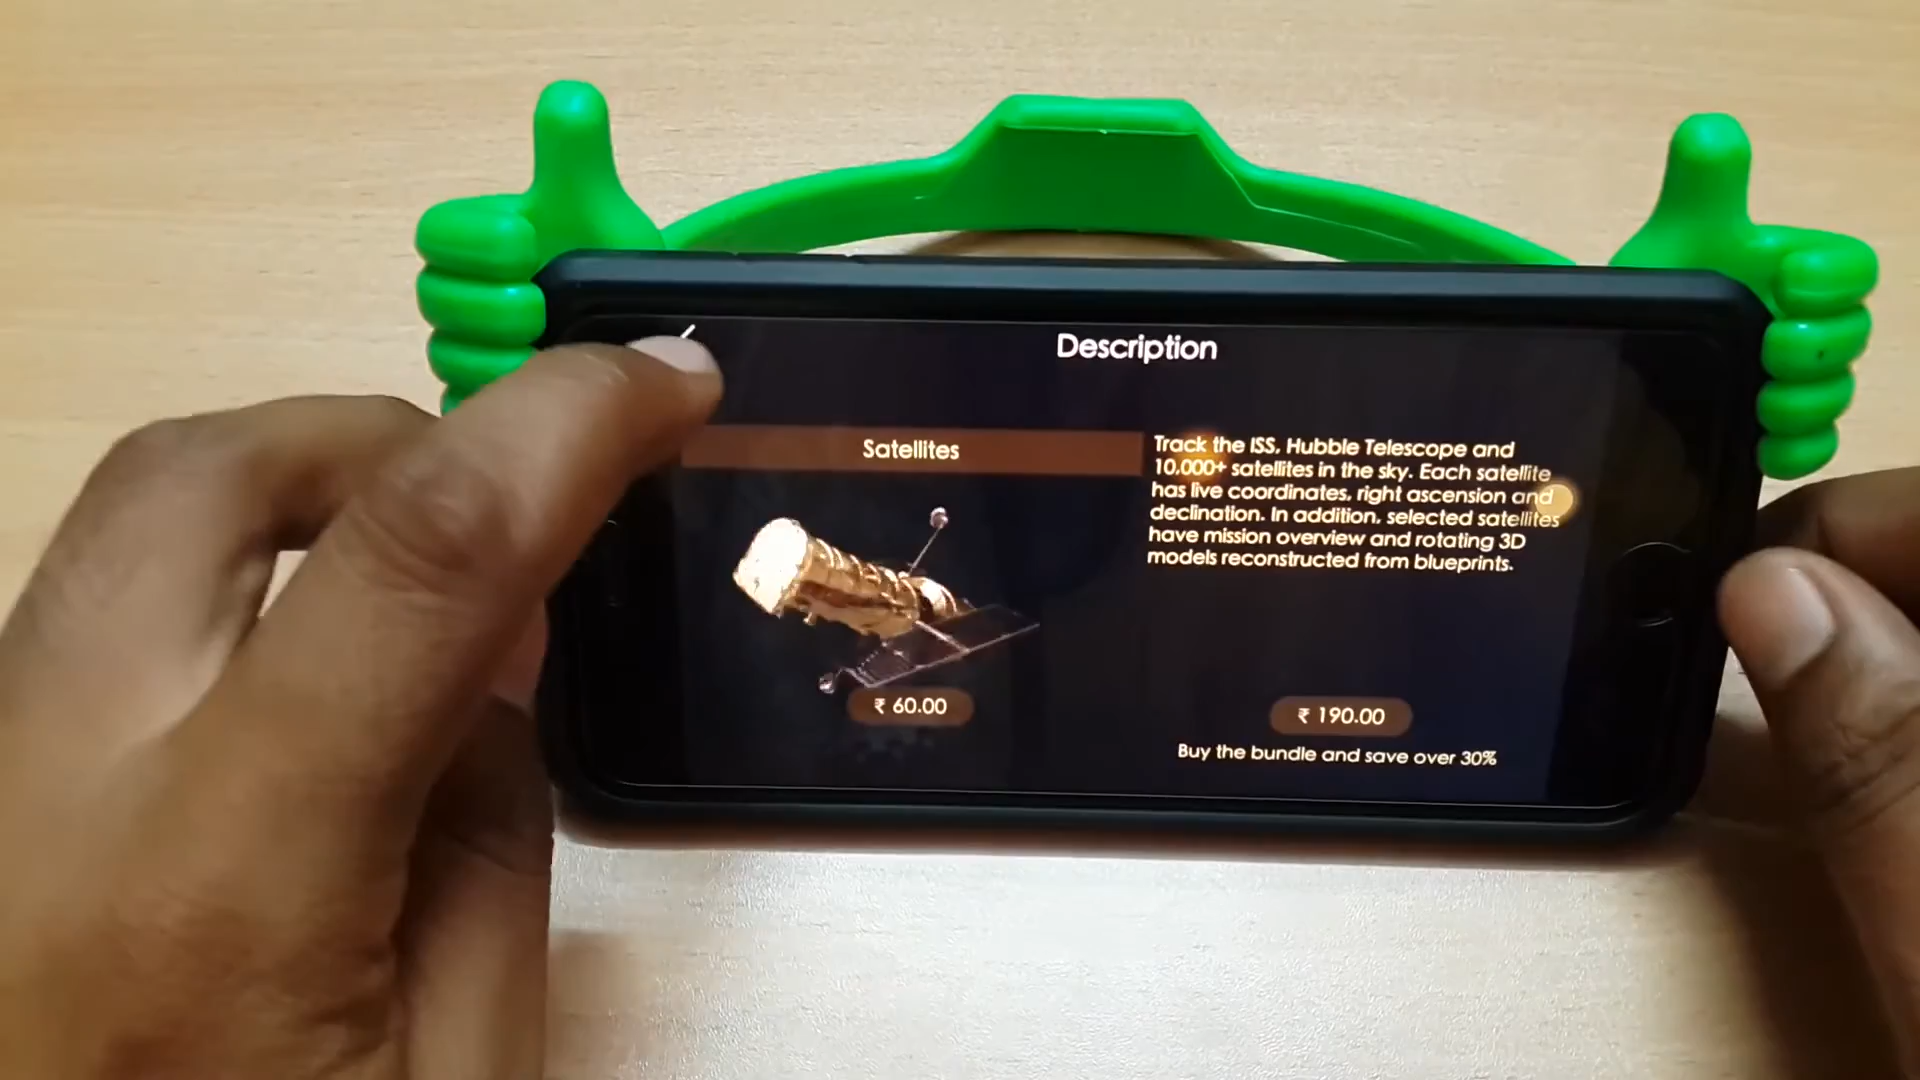 Description
Satellites
₹ 60.00
Track the ISS, Hubble Telescope and
10,000+ satellites in the sky. Each satellite
has live coordinates, right ascension and
declination. In addition, selected satellites
have mission overview and rotating 3D
models reconstructed from blueprints.
₹ 190.00
Buy the bundle and save over 30%